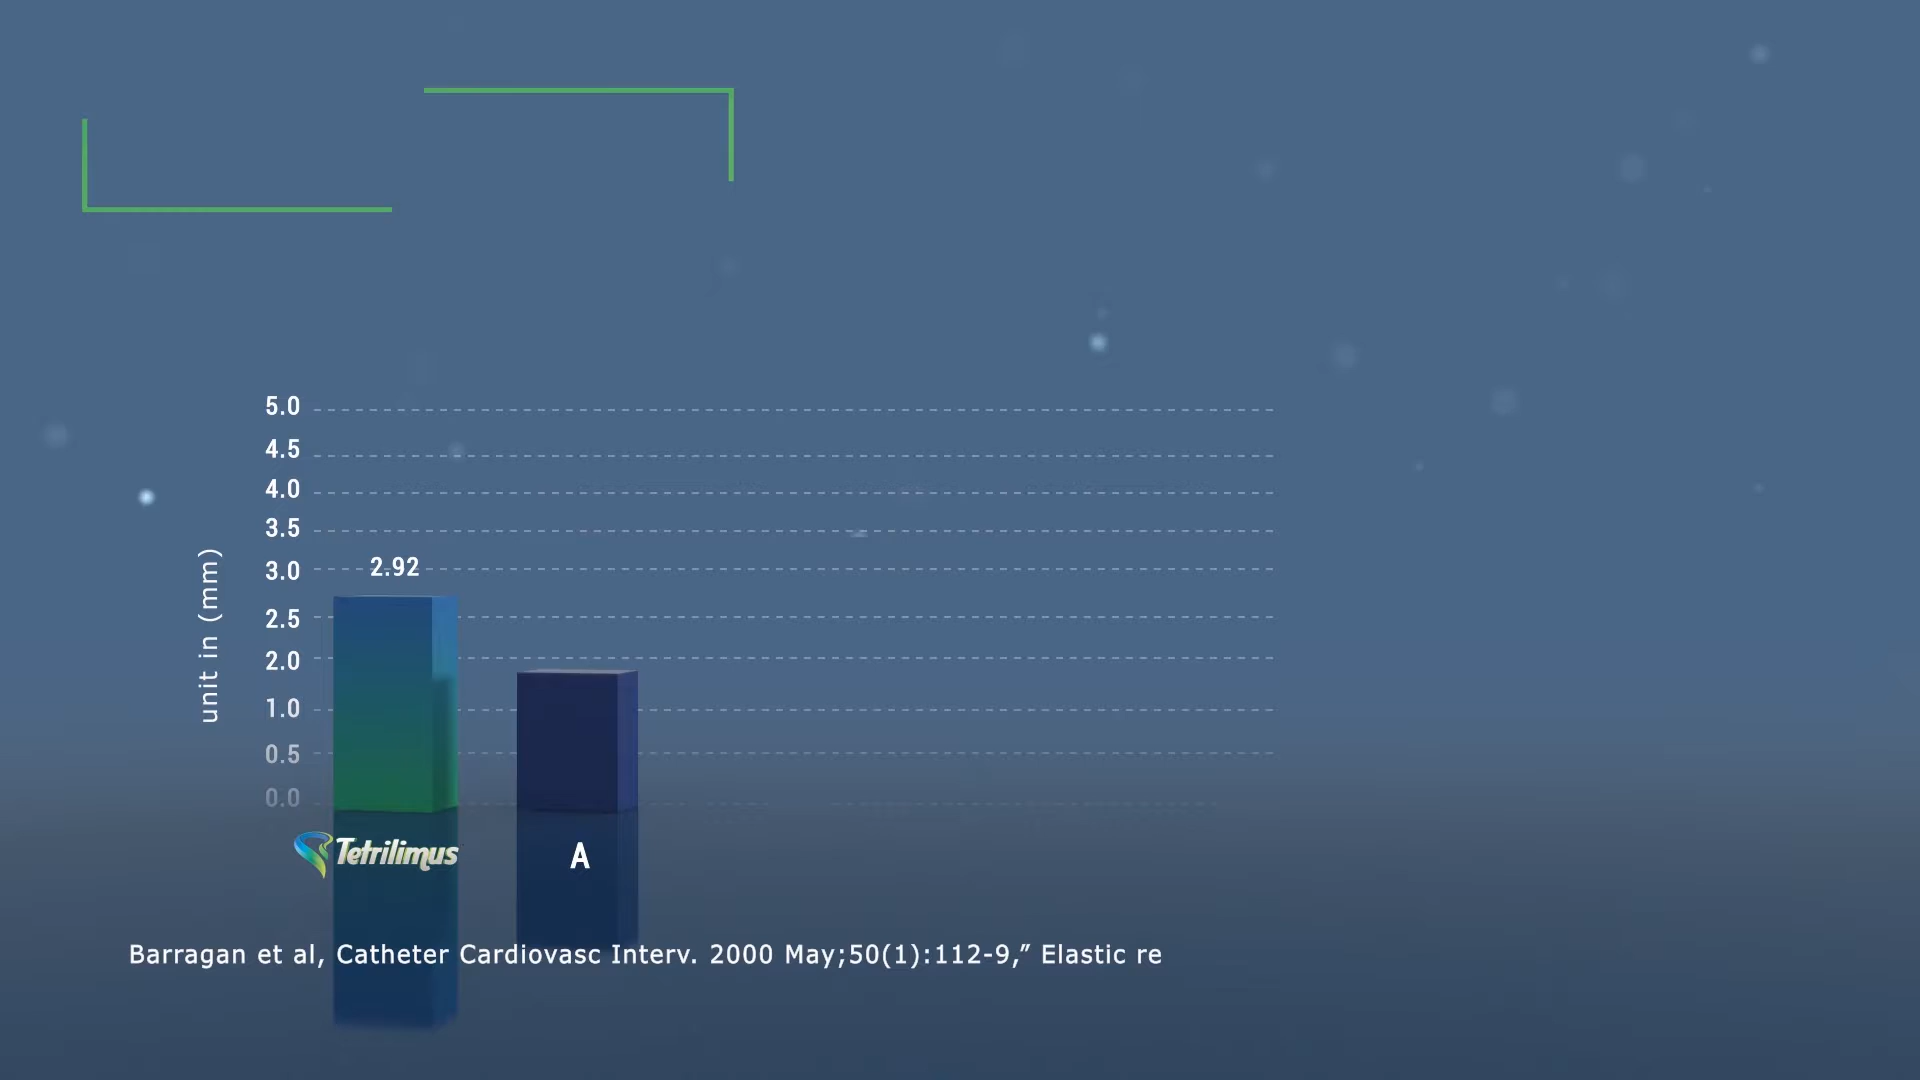 5.0
4.5
4.0
3.5
3.0
2.92
2.5
2.0
1.0
0.5
0.0
unit in (mm)
Tetrilimus
A
Barragan et al, Catheter Cardiovasc Interv. 2000 May;50(1):112-9,” Elastic re